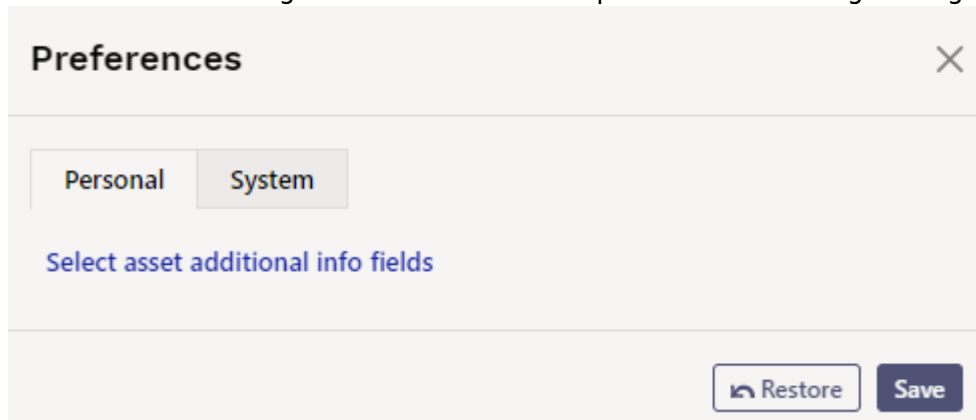 Preferences
Personal System
Select asset additional info fields
Restore Save